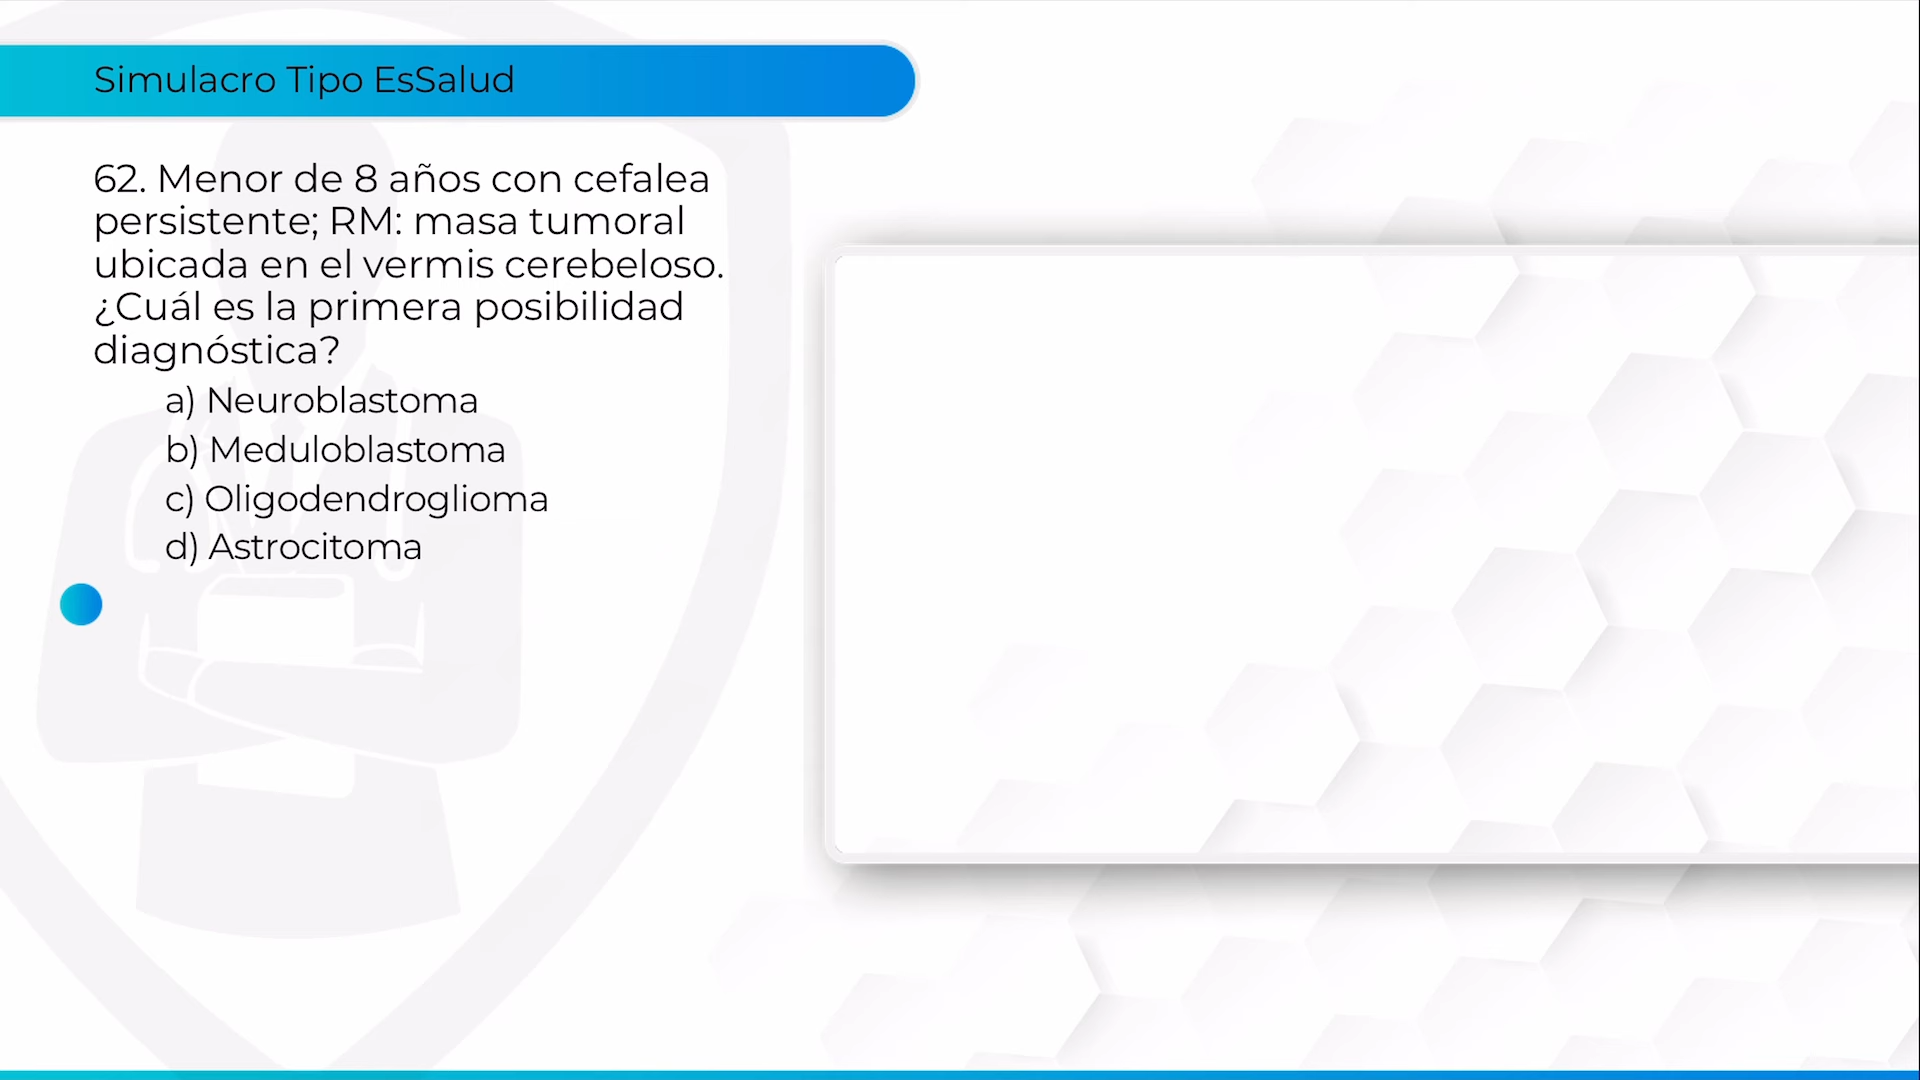 Simulacro Tipo EsSalud
62. Menor de 8 años con cefalea
persistente; RM: masa tumoral
ubicada en el vermis cerebeloso.
¿Cuál es la primera posibilidad
diagnóstica?
a) Neuroblastoma
b) Meduloblastoma
c) Oligodendroglioma
d) Astrocitoma